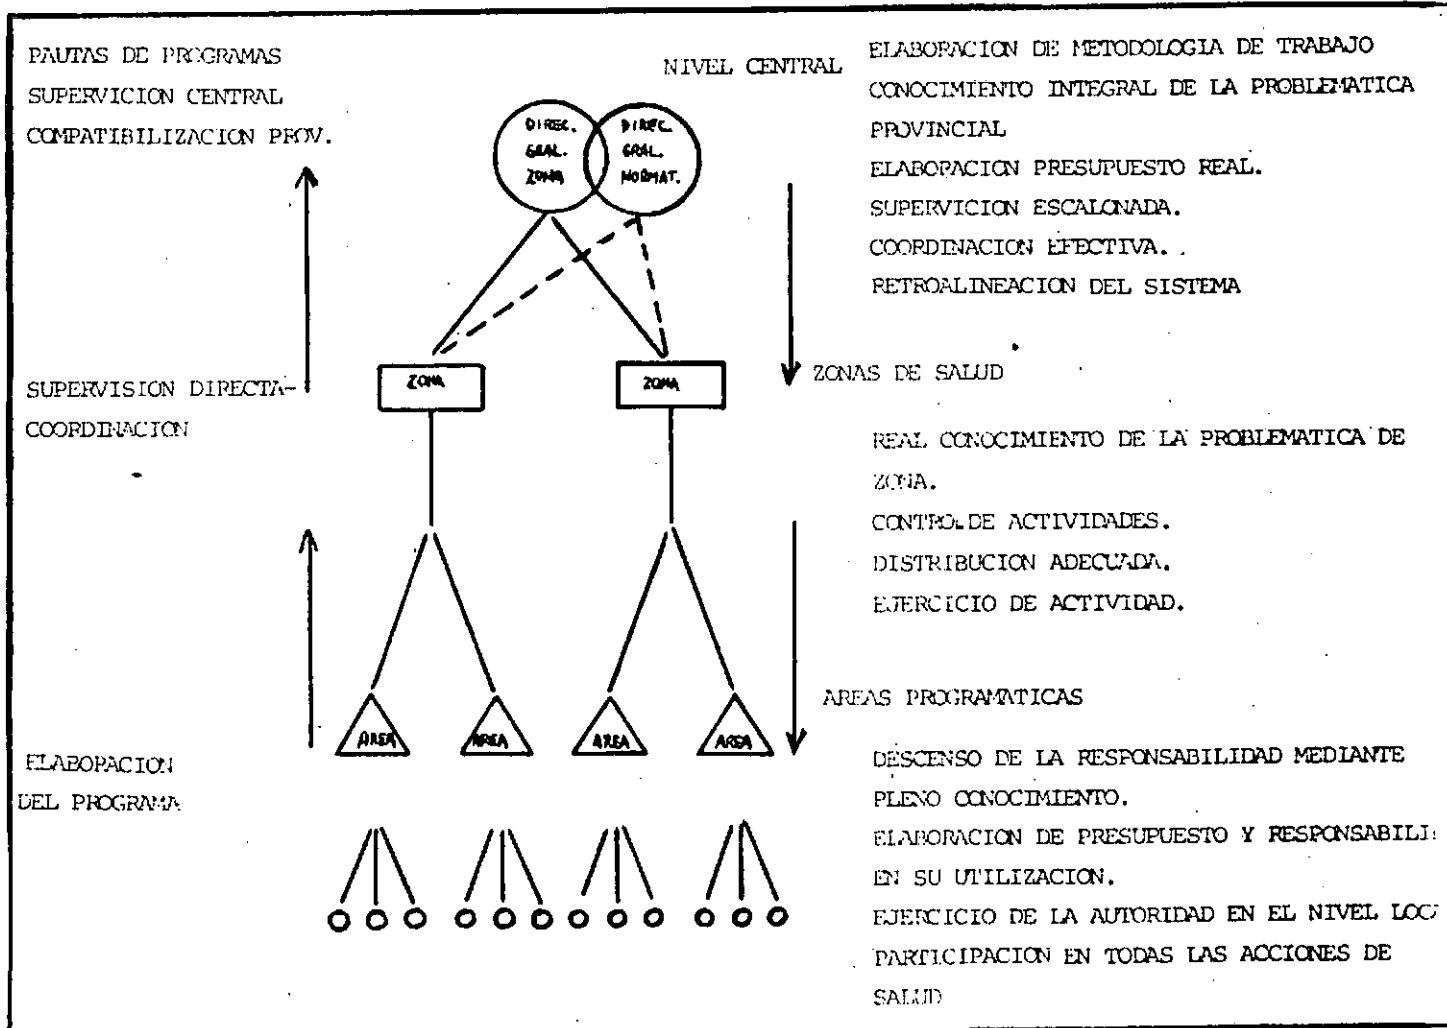 PAUTAS DE PROGRAMAS
SUPERVICION CENTRAL
COMPATIBILIZACION PROV.
NIVEL CENTRAL
DIREC.
GRAL.
ZONA
DIREC.
GRAL.
NORMAT.
ELABORACION DE METODOLOGIA DE TRABAJO
CONOCIMIENTO INTEGRAL DE LA PROBLEMATICA
PROVINCIAL
ELABORACION PRESUPUESTO REAL.
SUPERVICION ESCALONADA.
COORDINACION EFECTIVA.
RETROALINEACION DEL SISTEMA
SUPERVISION DIRECTA-
COORDINACION
ZONA
ZONA
ZONAS DE SALUD
REAL CONOCIMIENTO DE LA PROBLEMATICA DE
ZONA.
CONTROL DE ACTIVIDADES.
DISTRIBUCION ADECUADA.
EJERCICIO DE ACTIVIDAD.
AREA
AREA
AREA
AREA
AREAS PROGRAMATICAS
ELABORACION
DEL PROGRAMA
DESCENSO DE LA RESPONSABILIDAD MEDIANTE
PLENO CONOCIMIENTO.
ELABORACION DE PRESUPUESTO Y RESPONSABILI
EN SU UTILIZACION.
EJERCICIO DE LA AUTORIDAD EN EL NIVEL LOC
PARTICIPACION EN TODAS LAS ACCIONES DE
SALUD